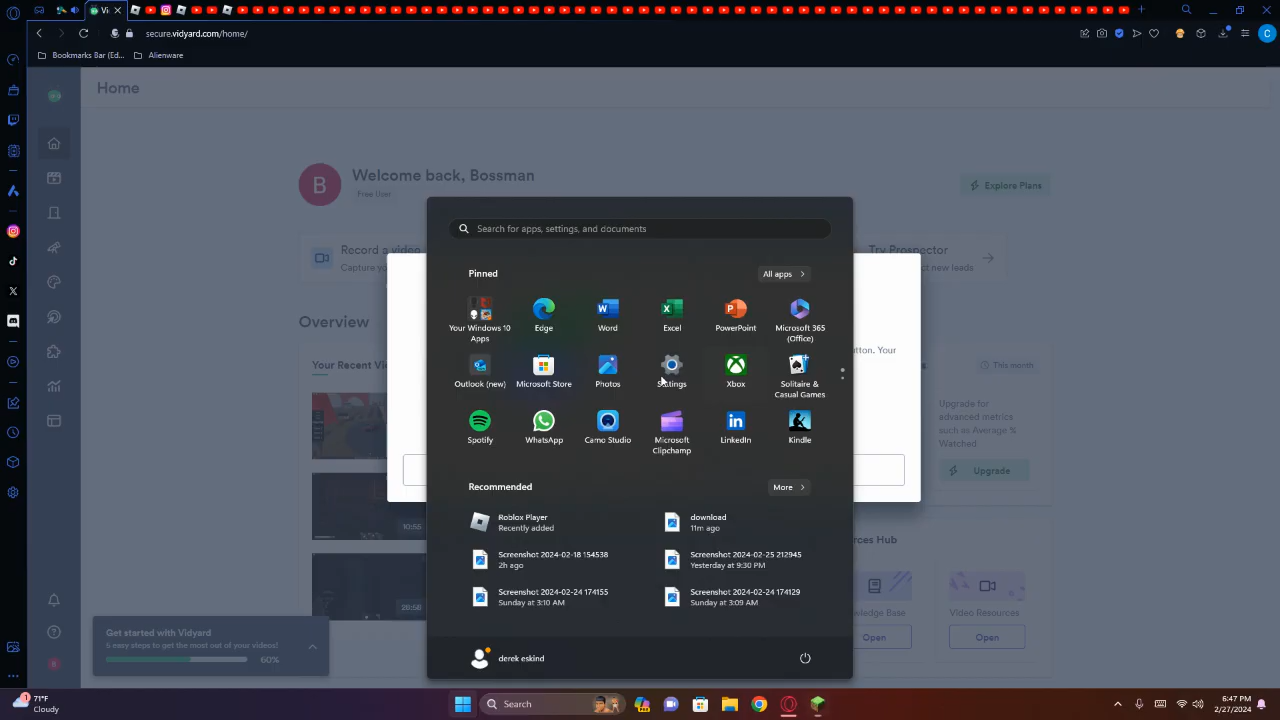 Vi
secure.vidyard.com/home/
Bookmarks Bar (Ed...
Alienware
C
Home
B
Welcome back, Bossman
Free User
Explore Plans
Record a video
Capture yo
Try Prospector
ct new leads
Overview
Your Recent Vi
This month
tton. Your
Upgrade for
advanced metrics
such as Average %
Watched
Upgrade
10:55
28:58
rces Hub
wledge Base
Video Resources
Open
Open
Get started with Vidyard
5 easy steps to get the most out of your videos!
60%
Search for apps, settings, and documents
Pinned
All apps
Your Windows 10
Apps
Edge
Word
Excel
PowerPoint
Microsoft 365
(Office)
Outlook (new)
Microsoft Store
Photos
Settings
Xbox
Solitaire &
Casual Games
Spotify
WhatsApp
Camo Studio
Microsoft
Clipchamp
LinkedIn
Kindle
Recommended
More
Roblox Player
Recently added
download
11m ago
Screenshot 2024-02-18 154538
2h ago
Screenshot 2024-02-25 212945
Yesterday at 9:30 PM
Screenshot 2024-02-24 174155
Sunday at 3:10 AM
Screenshot 2024-02-24 174129
Sunday at 3:09 AM
derek eskind
71°F
Cloudy
Search
6:47 PM
2/27/2024